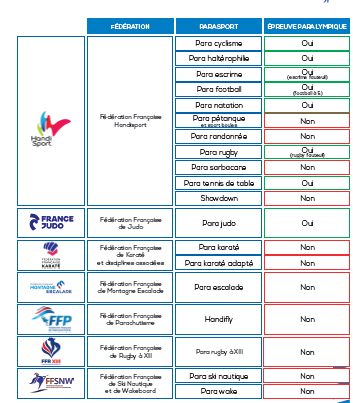 FÉDÉRATION PARASPORT ÉPREUVE PARALYMPIQUE
Handi
Sport
Fédération Française
Handisport
Para cyclisme Oui
Para haltérophilie Oui
Para escrime Oui
(escrime fauteuil)
Para football Oui
(football à 5)
Para natation Oui
Para pétanque
et sport boules
Non
Para randonnée Non
Para rugby Oui
(rugby fauteuil)
Para sarbacane Non
Para tennis de table Oui
Showdown Non
FRANCE
JUDO
Fédération Française
de Judo
Para judo Oui
KARATÉ
Fédération Française
de Karaté
et disciplines associées
Para karaté Non
Para karaté adapté Non
MONTAGNE
ESCALADE
Fédération Française
de Montagne Escalade
Para escalade Non
FFP
Fédération Française
de Parachutisme
Handifly Non
FFR XIII
Fédération Française
de Rugby à XIII
Para rugby à XIII Non
FFSNW
Fédération Française
de Ski Nautique
et de Wakeboard
Para ski nautique Non
Para wake Non